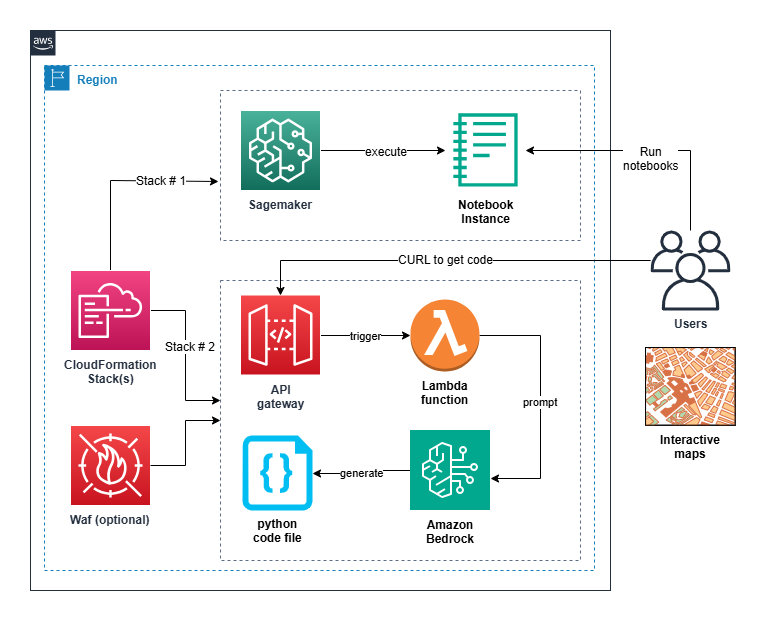 aws
Region
Sagemaker
execute
Notebook
Instance
Run
notebooks
Stack # 1
CURL to get code
Users
CloudFormation
Stack(s)
Stack # 2
API
gateway
trigger
Lambda
function
prompt
Interactive
maps
Waf (optional)
python
code file
generate
Amazon
Bedrock